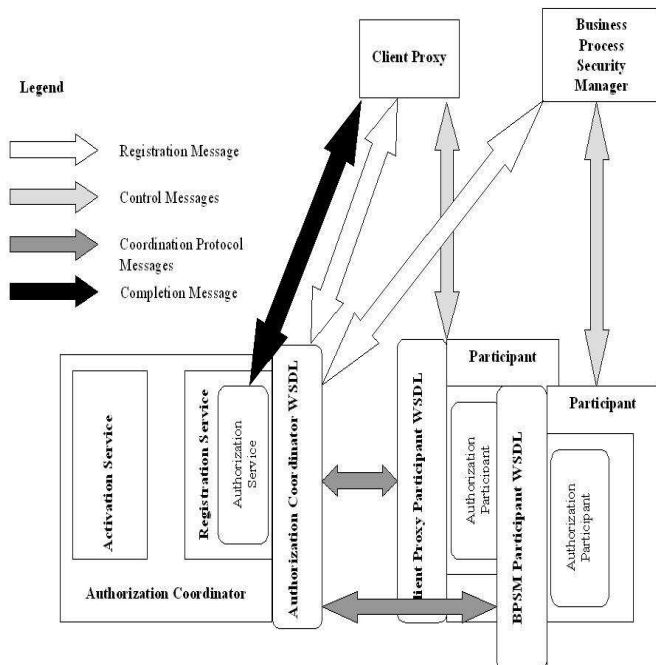 Client Proxy
Business
Process
Security
Manager
Legend
Registration Message
Control Messages
Coordination Protocol
Messages
Completion Message
Activation Service
Registration Service
Authorization
Service
Authorization Coordinator
Authorization Coordinator WSDL
Participant
lient Proxy Participant WSDL
Authorization
Participant
BPSM Participant WSDL
Participant
Authorization
Participant